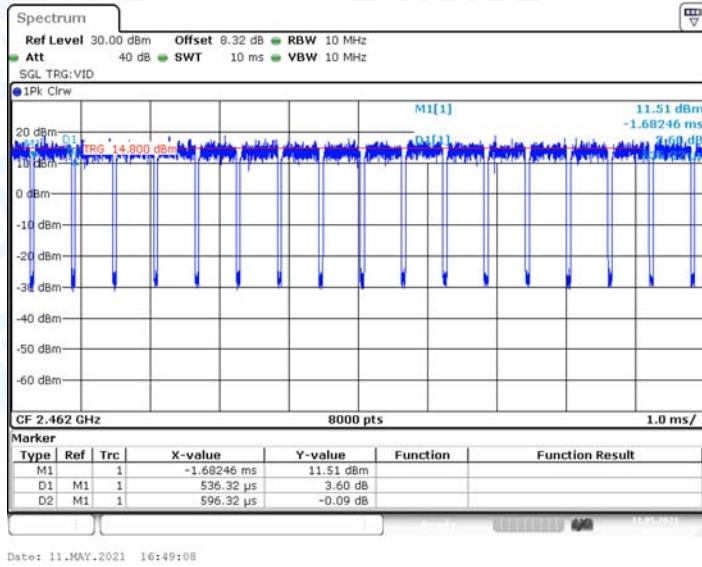 Spectrum
Ref Level 30.00 dBm Offset 8.32 dB RBW 10 MHz
Att 40 dB SWT 10 ms VBW 10 MHz
SGL TRG:VID
1Pk Clrw
M1[1] 11.51 dBm
-1.68246 ms
20 dBm
D1
D1[1] 3.60 dB
TRG 14.800 dBm
10 dBm
0 dBm
-10 dBm
-20 dBm
-30 dBm
-40 dBm
-50 dBm
-60 dBm
CF 2.462 GHz 8000 pts 1.0 ms/
Marker
Type Ref Trc X-value Y-value Function Function Result
M1 1 -1.68246 ms 11.51 dBm
D1 M1 1 536.32 µs 3.60 dB
D2 M1 1 596.32 µs -0.09 dB
Date: 11.MAY.2021 16:49:08